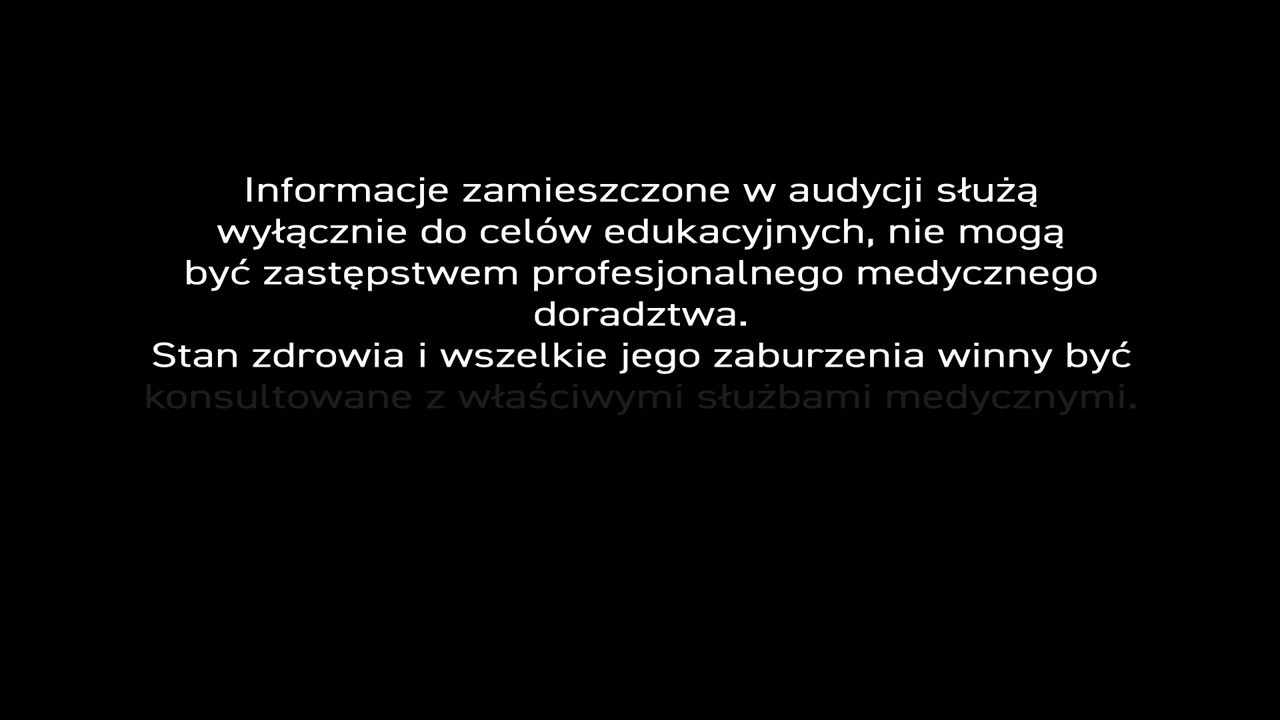 Informacje zamieszczone w audycji służą
wyłącznie do celów edukacyjnych, nie mogą
być zastępstwem profesjonalnego medycznego
doradztwa.
Stan zdrowia i wszelkie jego zaburzenia winny być
konsultowane z właściwymi służbami medycznymi.